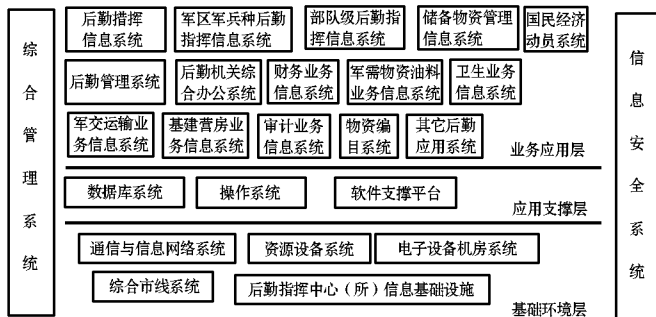 综合管理系统
后勤措挥
信息系统
军区军兵种后勤
指挥信息系统
部队级后勤指
挥信息系统
储备物资管理
信息系统
国民经济
动员系统
后勤管理系统
后勤机关综
合办公系统
财务业务
信息系统
军需物资油料
业务信息系统
卫生业务
信息系统
军交运输业
务信息系统
基建营房业
务信息系统
审计业务
信息系统
物资编
目系统
其它后勤
应用系统
业务应用层
数据库系统
操作系统
软件支撑平台
应用支撑层
通信与信息网络系统
资源设备系统
电子设备机房系统
综合市线系统
后勤指挥中心（所）信息基础设施
基础环境层
信息安全系统